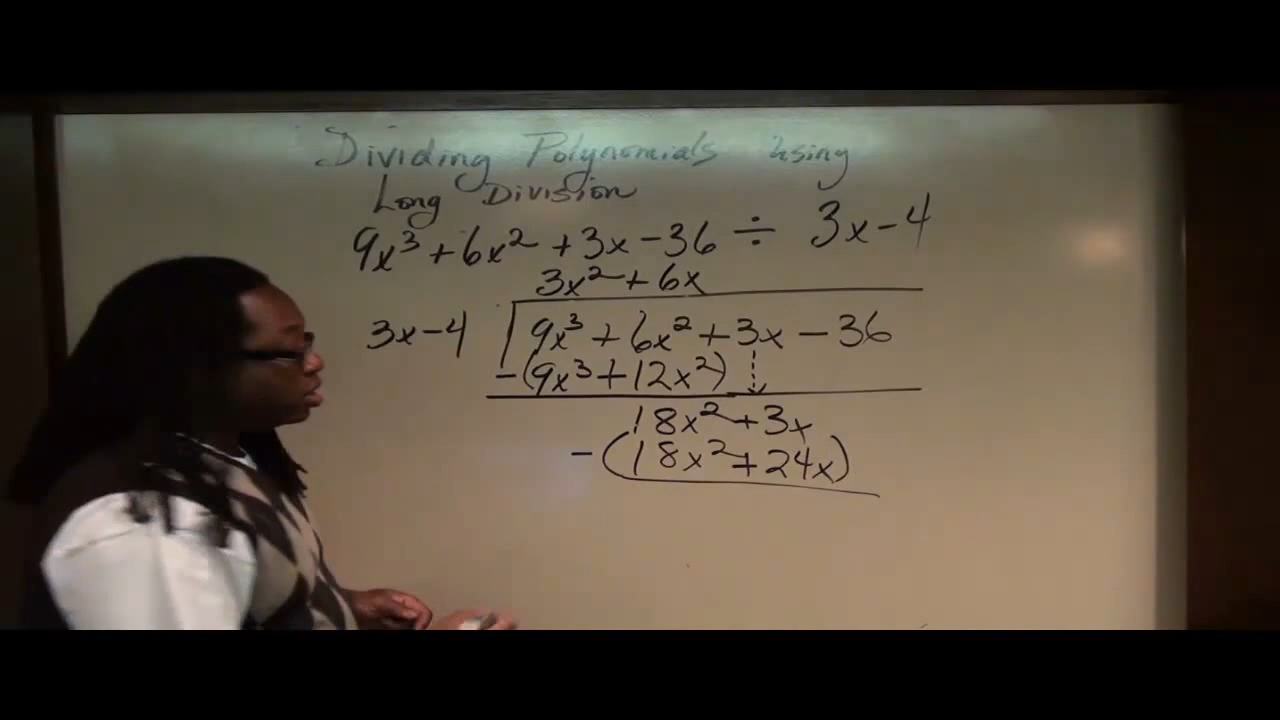 Dividing Polynomials using
Long Division
9x³ + 6x² + 3x - 36 ÷ 3x - 4
3x² + 6x
3x - 4 9x³ + 6x² + 3x - 36
- (9x³ + 12x²)
18x² + 3x
- (18x² + 24x)